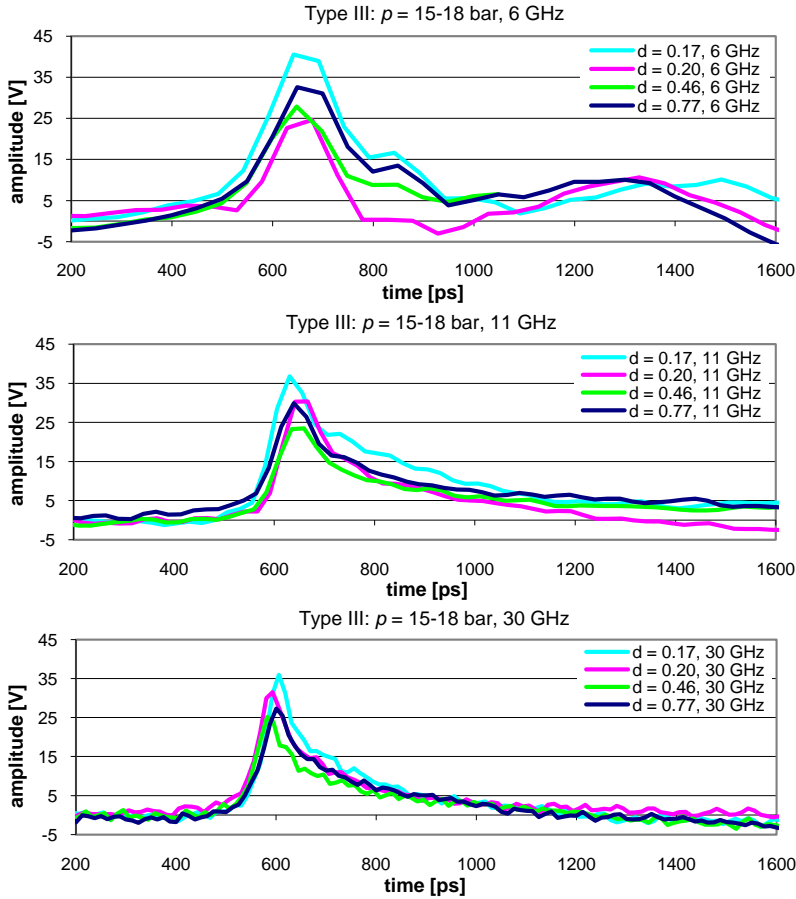 Type III: p = 15-18 bar, 6 GHz
45
35
25
15
5
-5
amplitude [V]
d = 0.17, 6 GHz
d = 0.20, 6 GHz
d = 0.46, 6 GHz
d = 0.77, 6 GHz
200 400 600 800 1000 1200 1400 1600
time [ps]
Type III: p = 15-18 bar, 11 GHz
45
35
25
15
5
-5
amplitude [V]
d = 0.17, 11 GHz
d = 0.20, 11 GHz
d = 0.46, 11 GHz
d = 0.77, 11 GHz
200 400 600 800 1000 1200 1400 1600
time [ps]
Type III: p = 15-18 bar, 30 GHz
45
35
25
15
5
-5
amplitude [V]
d = 0.17, 30 GHz
d = 0.20, 30 GHz
d = 0.46, 30 GHz
d = 0.77, 30 GHz
200 400 600 800 1000 1200 1400 1600
time [ps]